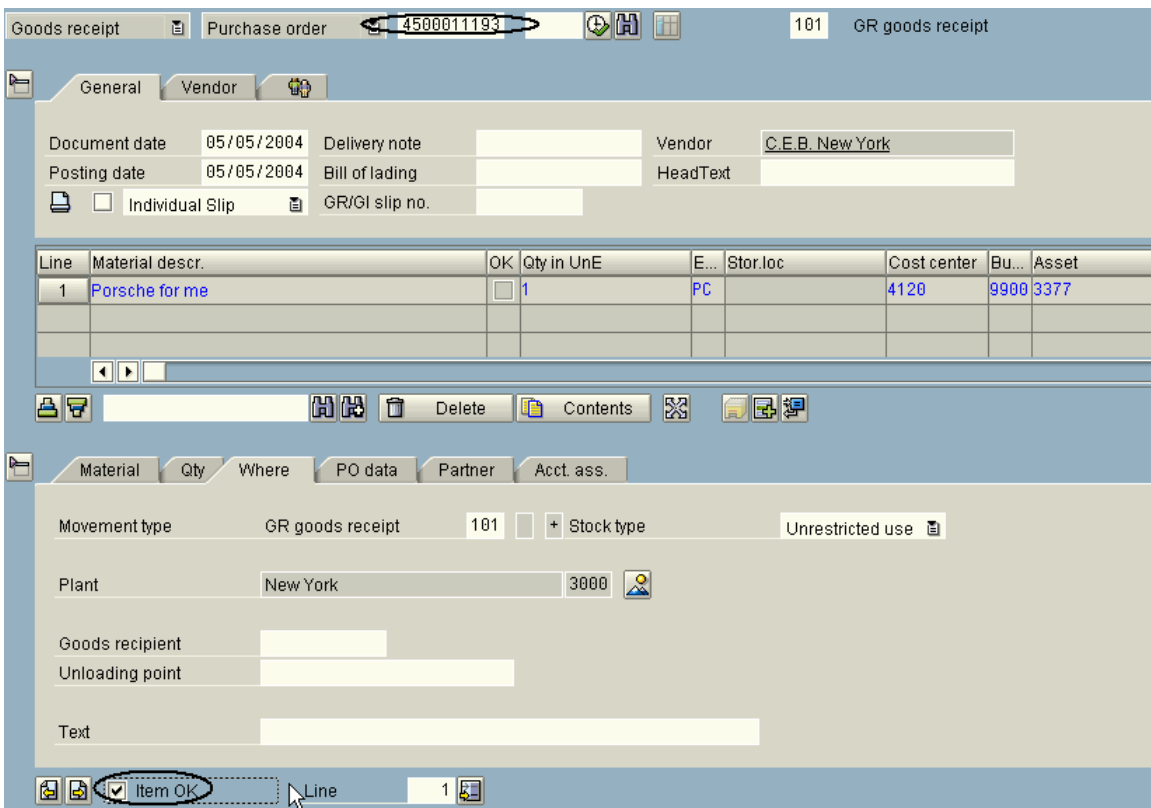 Goods receipt Purchase order 4500011193 101 GR goods receipt
General Vendor
Document date 05/05/2004 Delivery note Vendor C.E.B. New York
Posting date 05/05/2004 Bill of lading HeadText
Individual Slip GR/GI slip no.
Line Material descr. OK Qty in UnE E... Stor.loc Cost center Bu... Asset
1 Porsche for me 1 PC 4120 9900 3377
Delete Contents
Material Qty Where PO data Partner Acct. ass.
Movement type GR goods receipt 101 + Stock type Unrestricted use
Plant New York 3000
Goods recipient
Unloading point
Text
Item OK Line 1